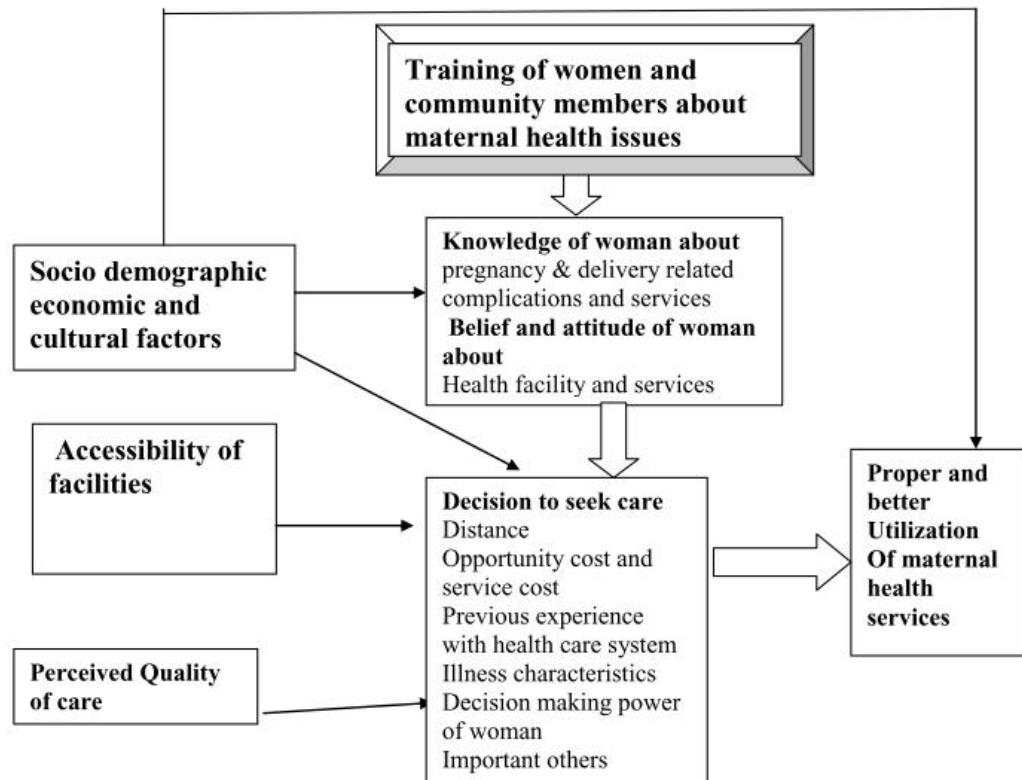 Training of women and
community members about
maternal health issues
Knowledge of woman about
pregnancy & delivery related
complications and services
Belief and attitude of woman
about
Health facility and services
Socio demographic
economic and
cultural factors
Accessibility of
facilities
Decision to seek care
Distance
Opportunity cost and
service cost
Previous experience
with health care system
Illness characteristics
Decision making power
of woman
Important others
Proper and
better
Utilization
Of maternal
health
services
Perceived Quality
of care